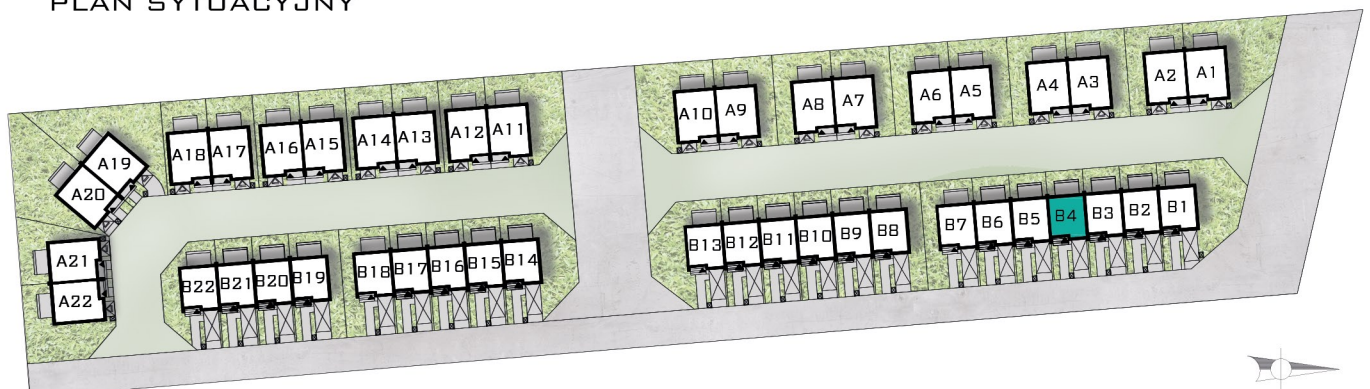 PLAN SYTUACYJNY
A20 A19 A18 A17 A16 A15 A14 A13 A12 A11 A10 A9 A8 A7 A6 A5 A4 A3 A2 A1
A21
A22
B22 B21 B20 B19 B18 B17 B16 B15 B14 B13 B12 B11 B10 B9 B8 B7 B6 B5 B4 B3 B2 B1